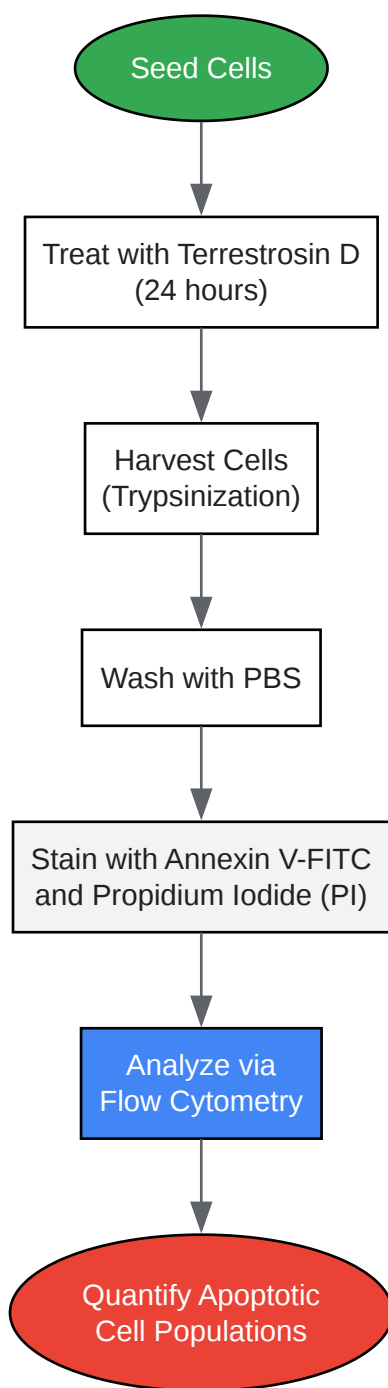 Seed Cells
Treat with Terrestrosin D
(24 hours)
Harvest Cells
(Trypsinization)
Wash with PBS
Stain with Annexin V-FITC
and Propidium Iodide (PI)
Analyze via
Flow Cytometry
Quantify Apoptotic
Cell Populations